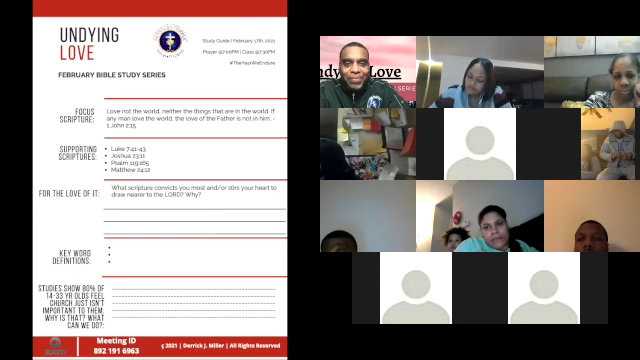 UNDYING
LOVE
Study Guide | February 17th, 2021
Prayer @7:00PM | Class @7:30PM
#TheYearWeEndure
FEBRUARY BIBLE STUDY SERIES
FOCUS
SCRIPTURE:
Love not the world, neither the things that are in the world. If
any man love the world, the love of the Father is not in him. -
1 John 2:15
SUPPORTING
SCRIPTURES:
• Luke 7:41-43
• Joshua 23:11
• Psalm 119:165
• Matthew 24:12
FOR THE LOVE OF IT:
What scripture convicts you most and/or stirs your heart to
draw nearer to the LORD? Why?
KEY WORD
DEFINITIONS:
STUDIES SHOW 80% OF
14-33 YR OLDS FEEL
CHURCH JUST ISN'T
IMPORTANT TO THEM.
WHY IS THAT? WHAT
CAN WE DO?:
zoom
Meeting ID
892 191 6963
© 2021 | Derrick J. Miller | All Rights Reserved
Love